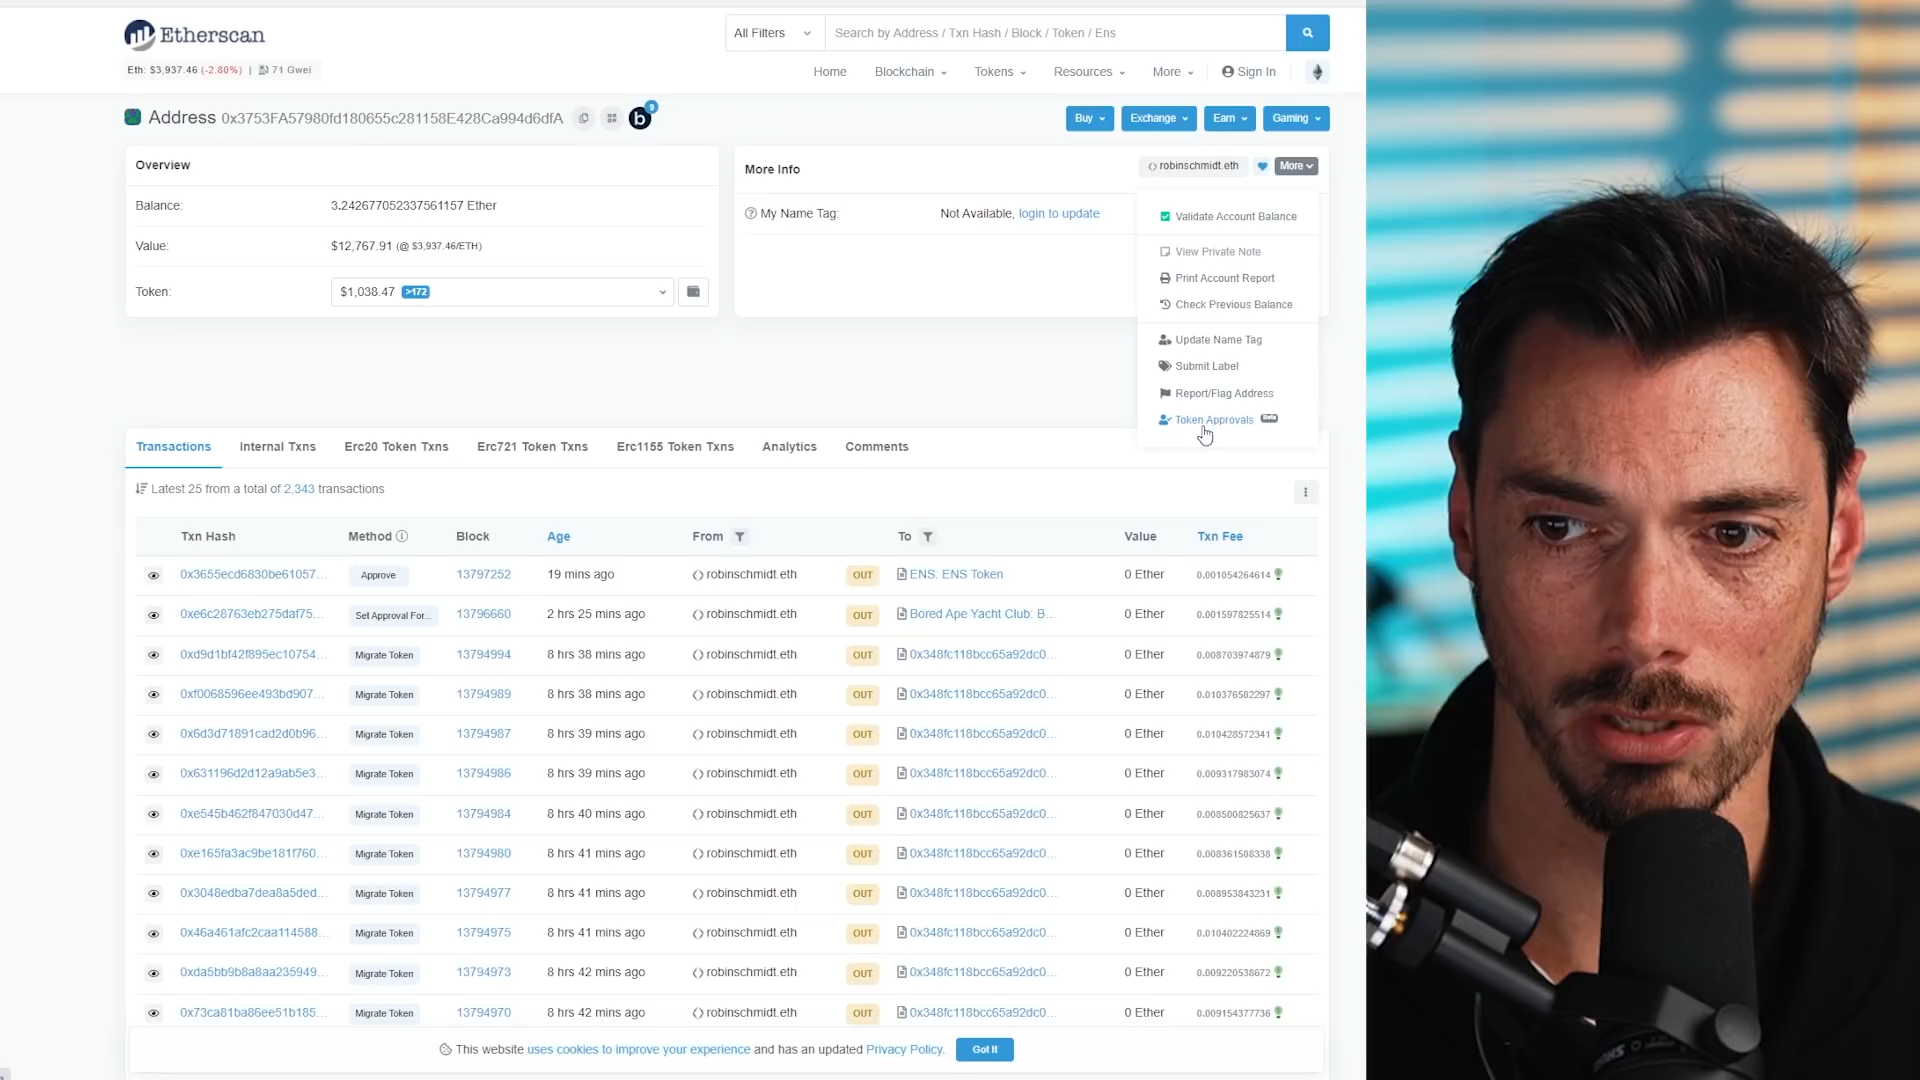 Etherscan
All Filters
Search by Address / Txn Hash / Block / Token / Ens
Eth: $3,937.46 (-2.80%) | 71 Gwei
Home Blockchain Tokens Resources More Sign In
Address 0x3753FA57980fd180655c281158E428Ca994d6dfA b 9
Buy Exchange Earn Gaming
Overview
Balance: 3.242677052337561157 Ether
Value: $12,767.91 (@ $3,937.46/ETH)
Token: $1,038.47 >172
More Info
robinschmidt.eth More
My Name Tag: Not Available, login to update
Validate Account Balance
View Private Note
Print Account Report
Check Previous Balance
Update Name Tag
Submit Label
Report/Flag Address
Token Approvals Beta
Transactions Internal Txns Erc20 Token Txns Erc721 Token Txns Erc1155 Token Txns Analytics Comments
Latest 25 from a total of 2,343 transactions
Txn Hash Method Block Age From To Value Txn Fee
0x3655ecd6830be61057... Approve 13797252 19 mins ago robinschmidt.eth OUT ENS: ENS Token 0 Ether 0.001054264614
0xe6c28763eb275daf75... Set Approval For... 13796660 2 hrs 25 mins ago robinschmidt.eth OUT Bored Ape Yacht Club: B... 0 Ether 0.001597825514
0xd9d1bf42f895ec10754... Migrate Token 13794994 8 hrs 38 mins ago robinschmidt.eth OUT 0x348fc118bcc65a92dc0... 0 Ether 0.008703974879
0xf0068596ee493bd907... Migrate Token 13794989 8 hrs 38 mins ago robinschmidt.eth OUT 0x348fc118bcc65a92dc0... 0 Ether 0.010376502297
0x6d3d71891cad2d0b96... Migrate Token 13794987 8 hrs 39 mins ago robinschmidt.eth OUT 0x348fc118bcc65a92dc0... 0 Ether 0.010428572341
0x631196d2d12a9ab5e3... Migrate Token 13794986 8 hrs 39 mins ago robinschmidt.eth OUT 0x348fc118bcc65a92dc0... 0 Ether 0.009317983074
0xe545b462f847030d47... Migrate Token 13794984 8 hrs 40 mins ago robinschmidt.eth OUT 0x348fc118bcc65a92dc0... 0 Ether 0.008500825637
0xe165fa3ac9be181f760... Migrate Token 13794980 8 hrs 41 mins ago robinschmidt.eth OUT 0x348fc118bcc65a92dc0... 0 Ether 0.008361508338
0x3048edba7dea8a5ded... Migrate Token 13794977 8 hrs 41 mins ago robinschmidt.eth OUT 0x348fc118bcc65a92dc0... 0 Ether 0.008953843231
0x46a461afc2caa114588... Migrate Token 13794975 8 hrs 41 mins ago robinschmidt.eth OUT 0x348fc118bcc65a92dc0... 0 Ether 0.010402224869
0xda5bb9b8a8aa235949... Migrate Token 13794973 8 hrs 42 mins ago robinschmidt.eth OUT 0x348fc118bcc65a92dc0... 0 Ether 0.009220538672
0x73ca81ba86ee51b185... Migrate Token 13794970 8 hrs 42 mins ago robinschmidt.eth OUT 0x348fc118bcc65a92dc0... 0 Ether 0.009154377736
This website uses cookies to improve your experience and has an updated Privacy Policy. Got It